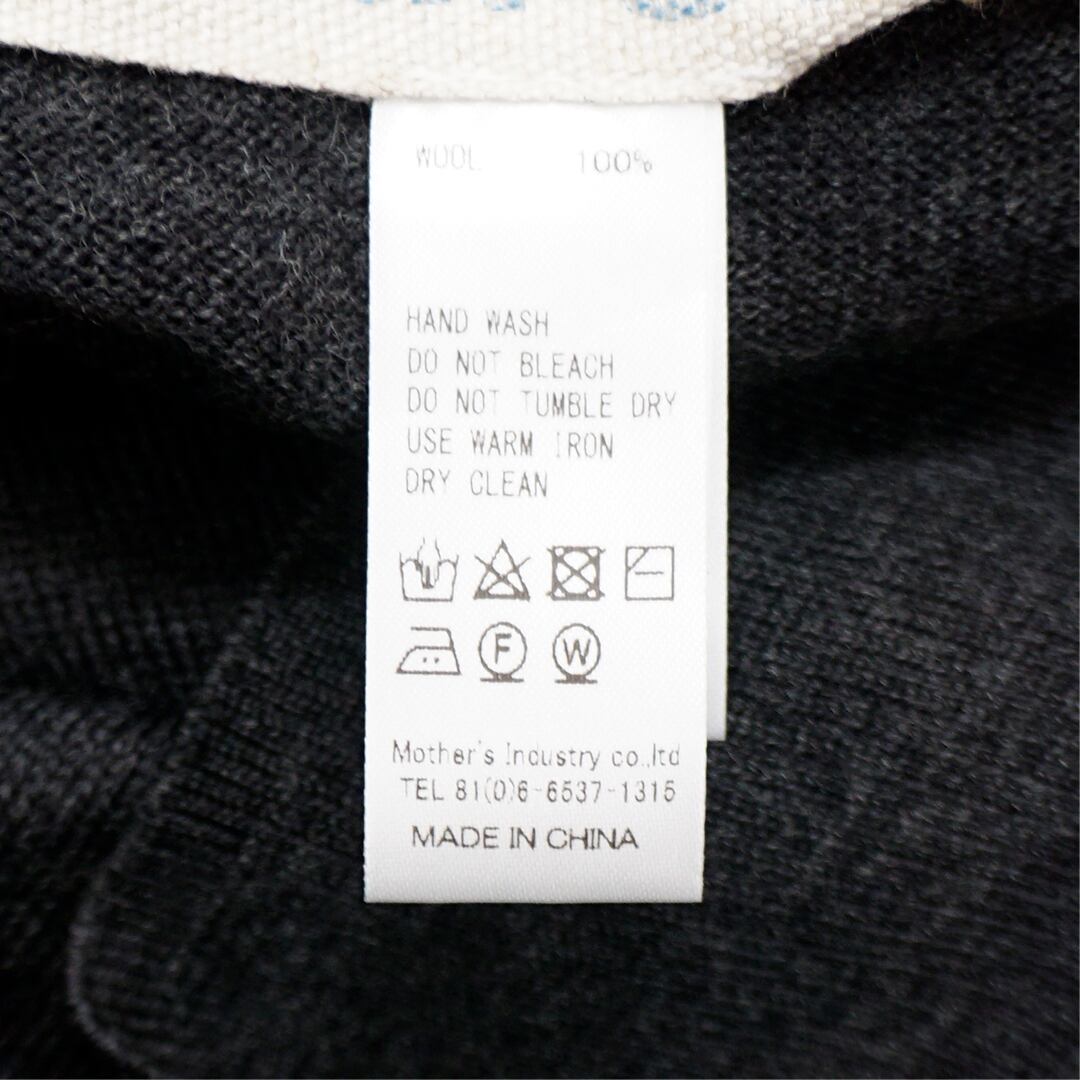 WOOL 100%
HAND WASH
DO NOT BLEACH
DO NOT TUMBLE DRY
USE WARM IRON
DRY CLEAN
F W
Mother's Industry co.,ltd
TEL 81(0)6-6537-1315
MADE IN CHINA